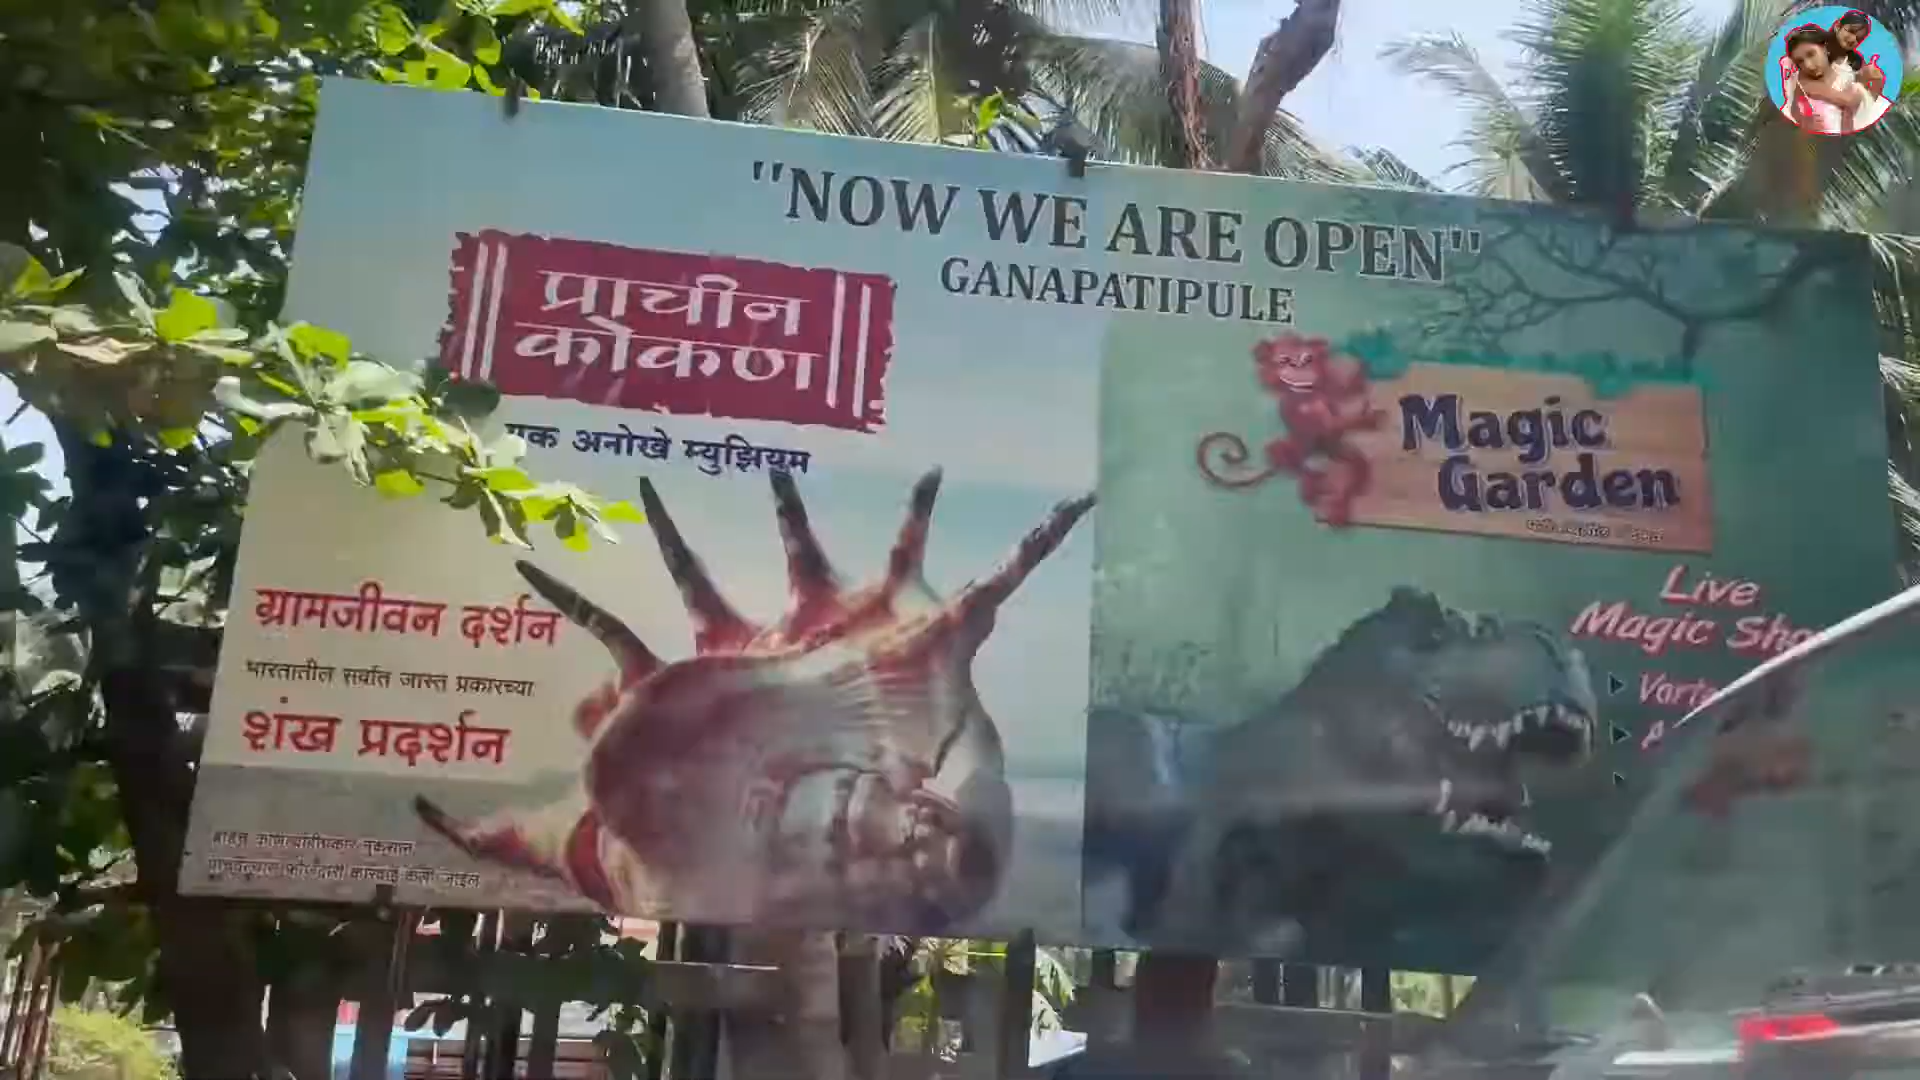 "NOW WE ARE OPEN"
GANAPATIPULE
प्राचीन
कोकण
एक अनोखे म्युझियम
ग्रामजीवन दर्शन
भारतातील सर्वात जास्त प्रकारच्या
शंख प्रदर्शन
Magic
Garden
Live
Magic